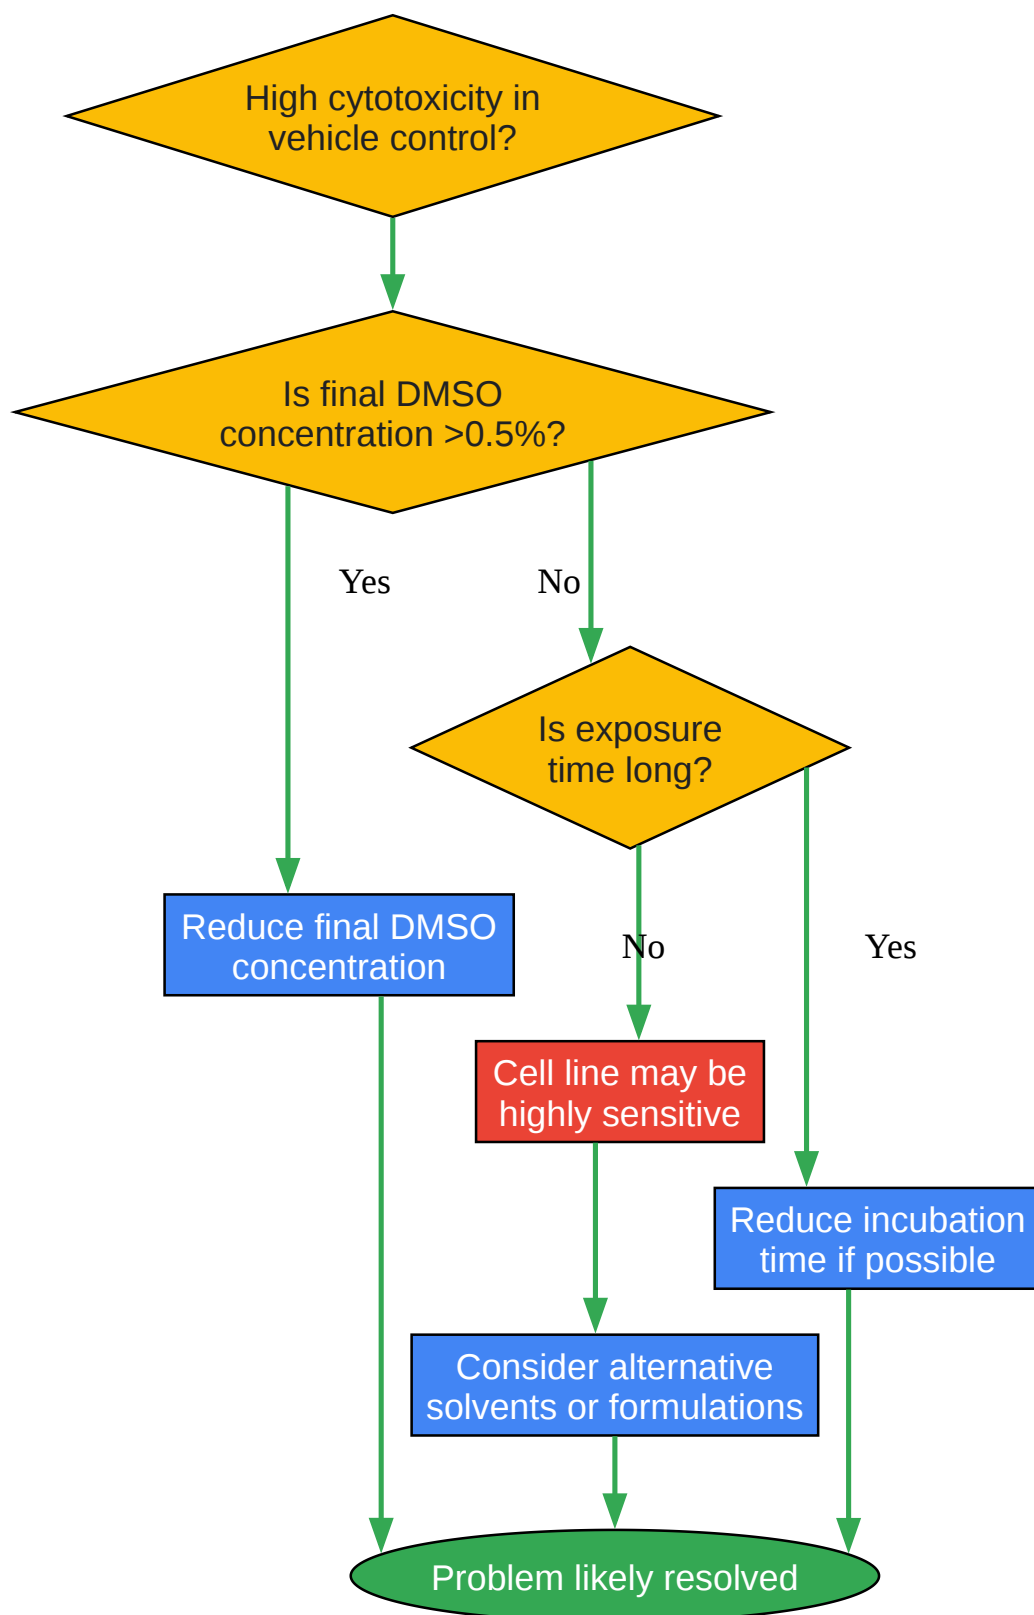 High cytotoxicity in
vehicle control?
Is final DMSO
concentration >0.5%?
Yes
No
Is exposure
time long?
Reduce final DMSO
concentration
No
Yes
Cell line may be
highly sensitive
Reduce incubation
time if possible
Consider alternative
solvents or formulations
Problem likely resolved